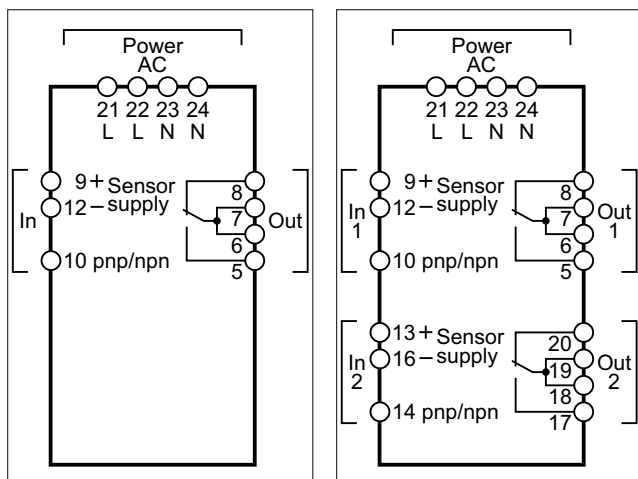 Power
AC
21 22 23 24
L L N N
In
9 + Sensor
12 – supply
10 pnp/npn
8
7
6
5
Out
Power
AC
21 22 23 24
L L N N
In
1
9 + Sensor
12 – supply
10 pnp/npn
8
7
6
5
Out
1
In
2
13 + Sensor
16 – supply
14 pnp/npn
20
19
18
17
Out
2